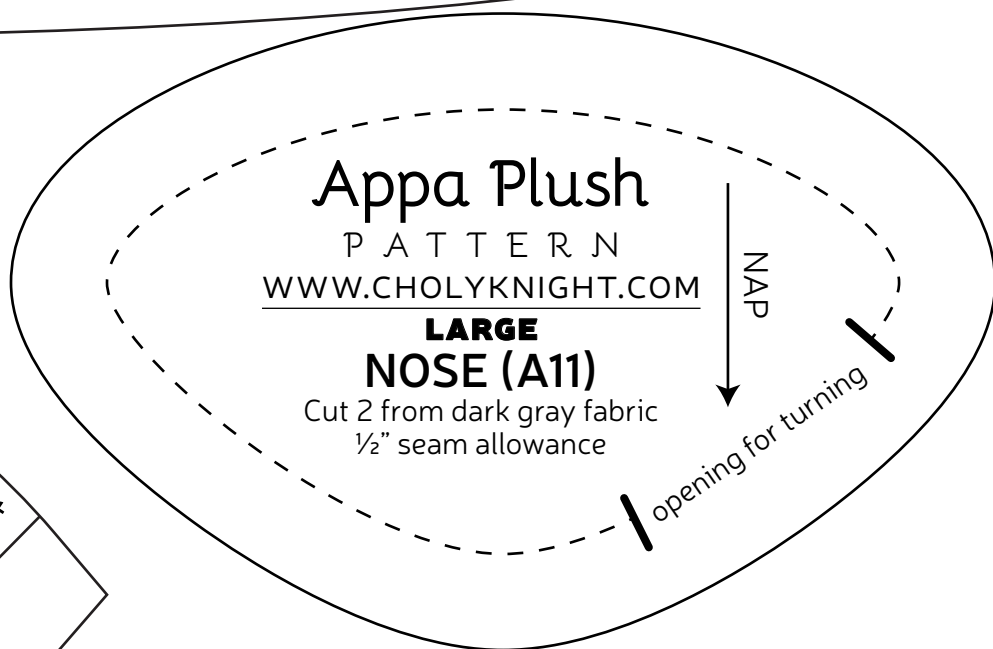 Appa Plush
PATTERN
WWW.CHOLYKNIGHT.COM
LARGE
NOSE (A11)
Cut 2 from dark gray fabric
½” seam allowance
NAP
opening for turning